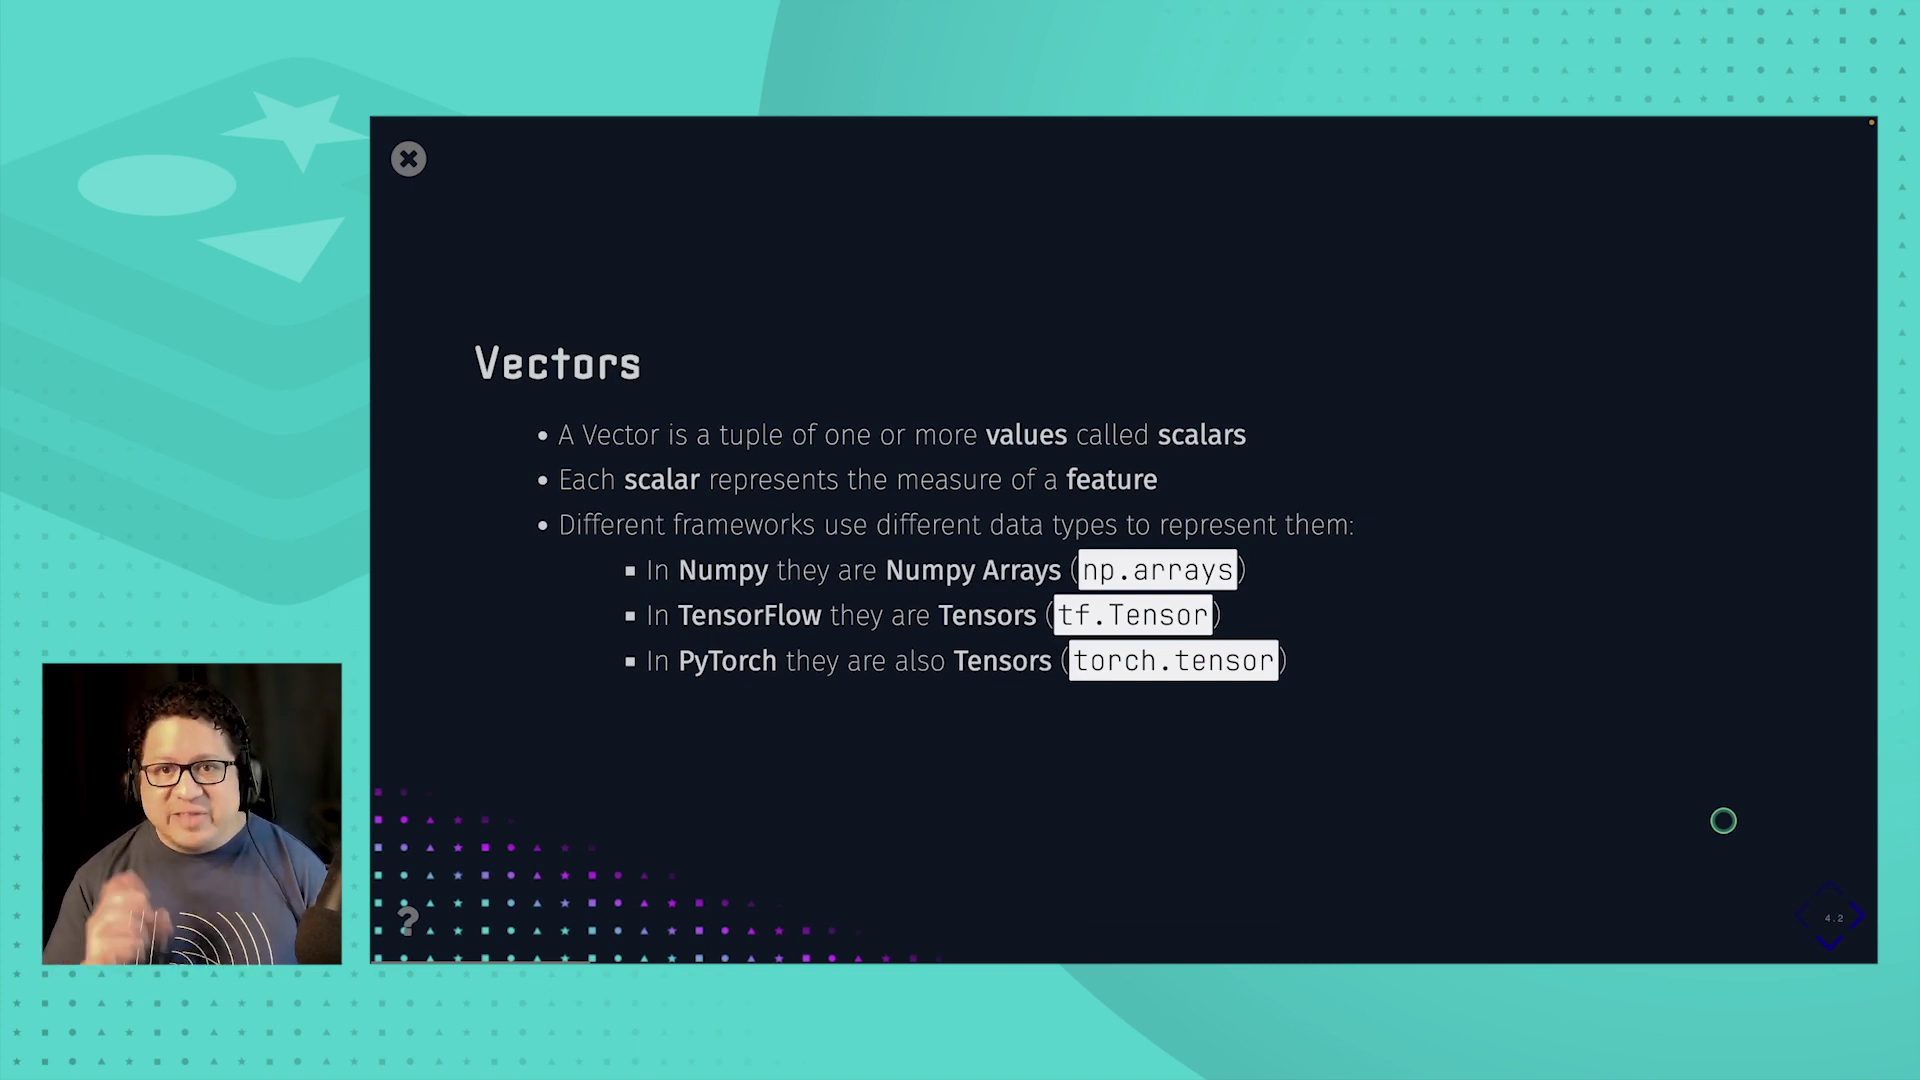 Vectors
A Vector is a tuple of one or more values called scalars
Each scalar represents the measure of a feature
Different frameworks use different data types to represent them:
In Numpy they are Numpy Arrays (np.arrays)
In TensorFlow they are Tensors (tf.Tensor)
In PyTorch they are also Tensors (torch.tensor)
?
4.2